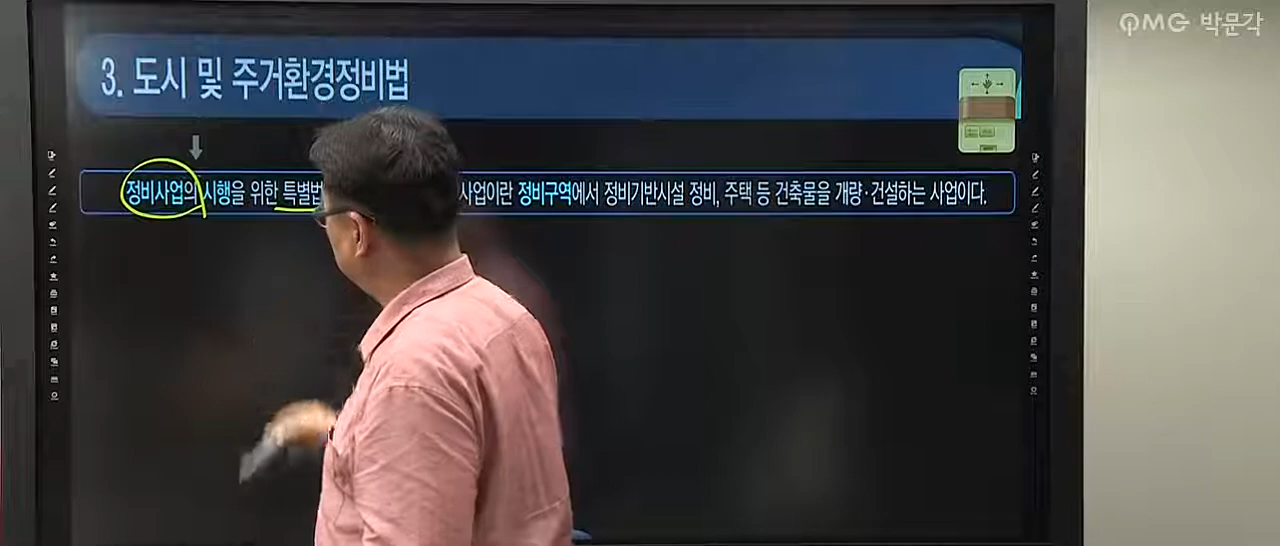 PMG 박문각
3. 도시 및 주거환경정비법
정비사업의 시행을 위한 특별법 사업이란 정비구역에서 정비기반시설 정비, 주택 등 건축물을 개량·건설하는 사업이다.